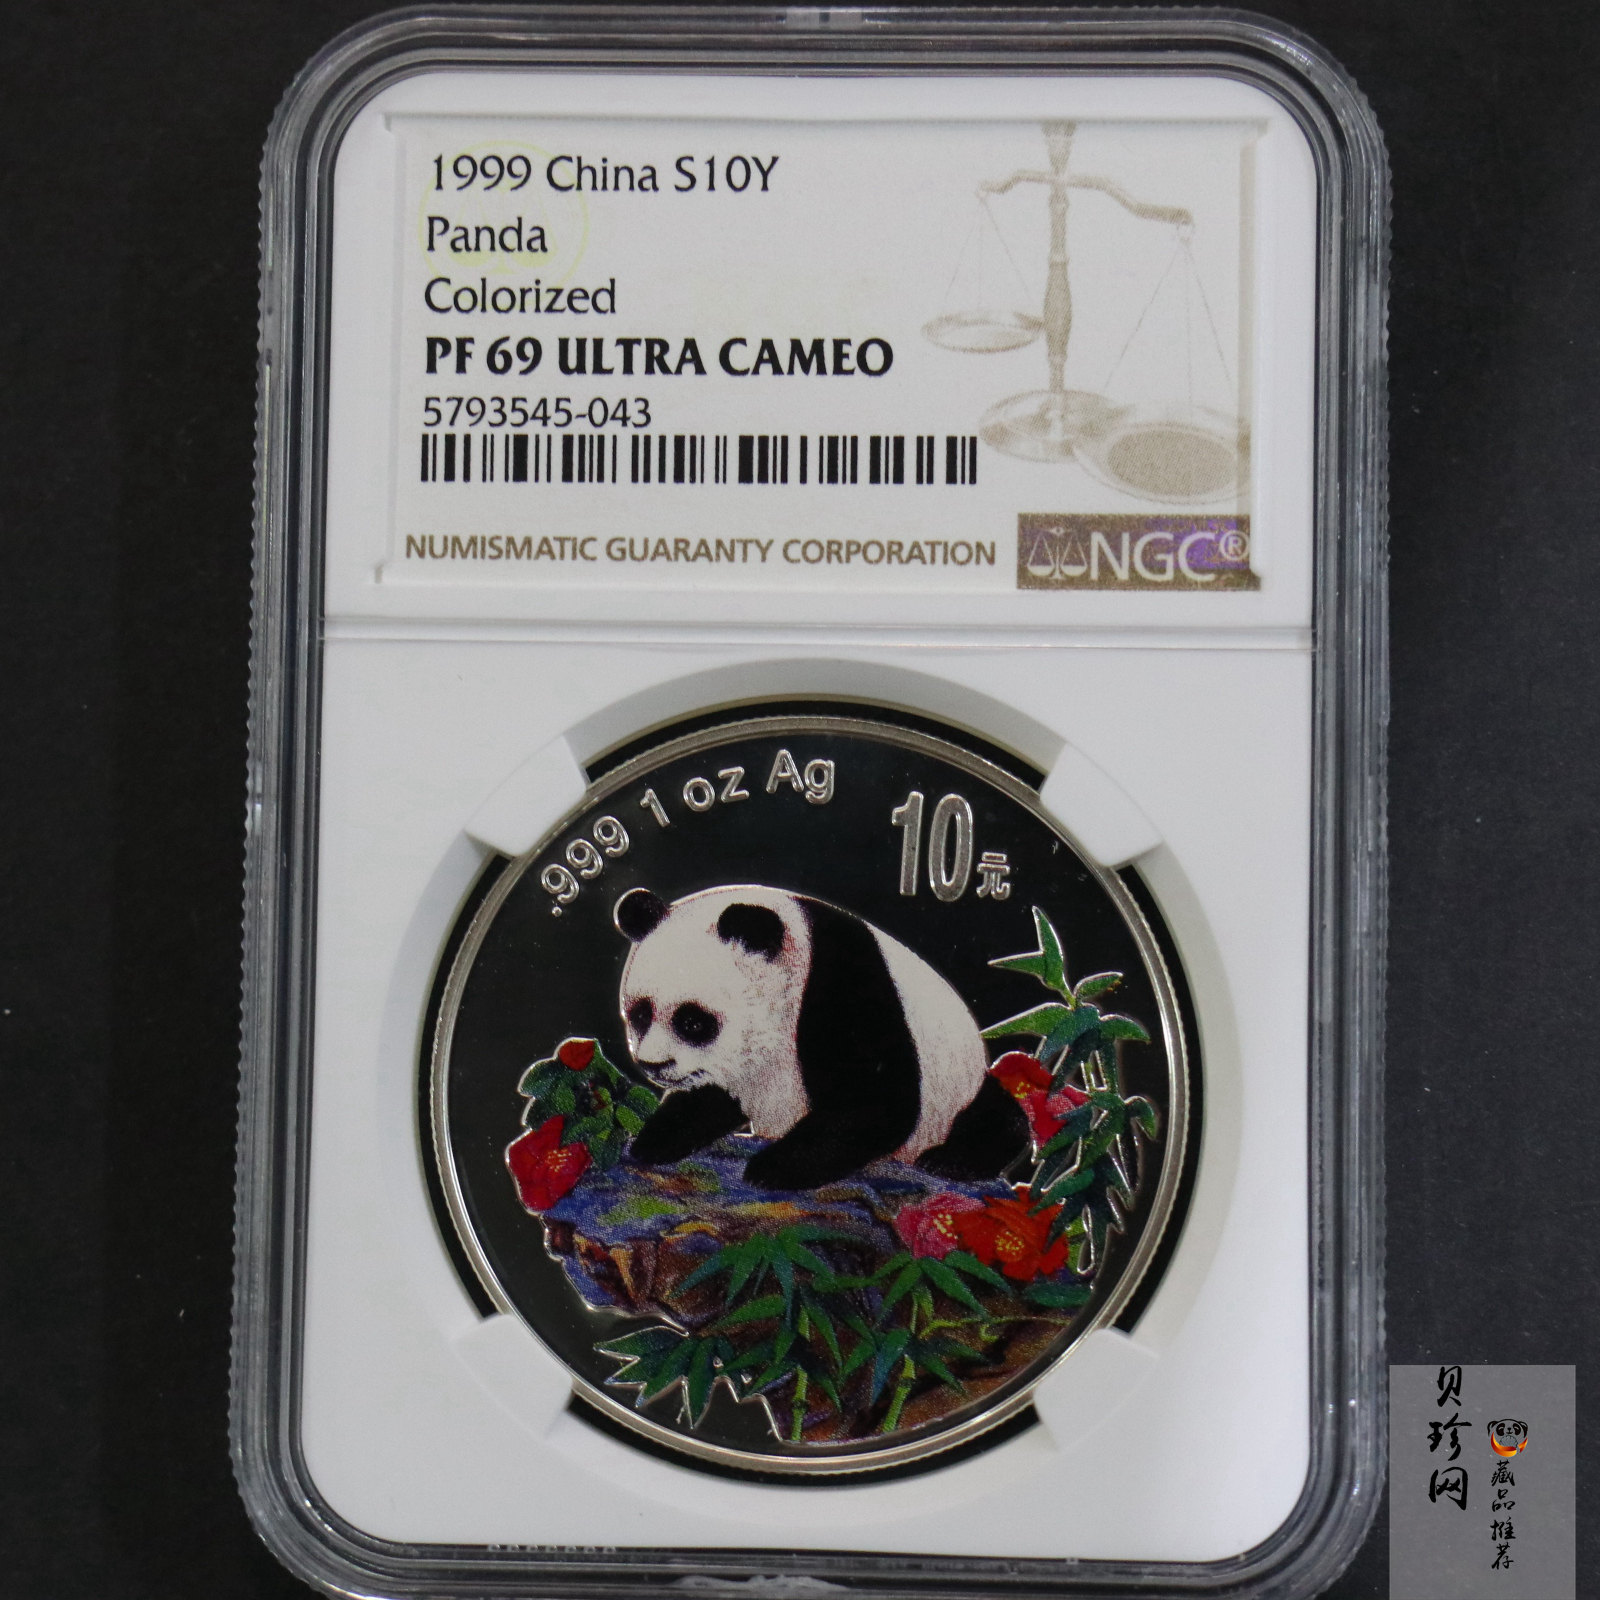 1999 China S10Y
Panda
Colorized
PF 69 ULTRA CAMEO
5793545-043
NUMISMATIC GUARANTY CORPORATION
NGC®
.999 1 oz Ag
10元
贝珍网
藏品推荐